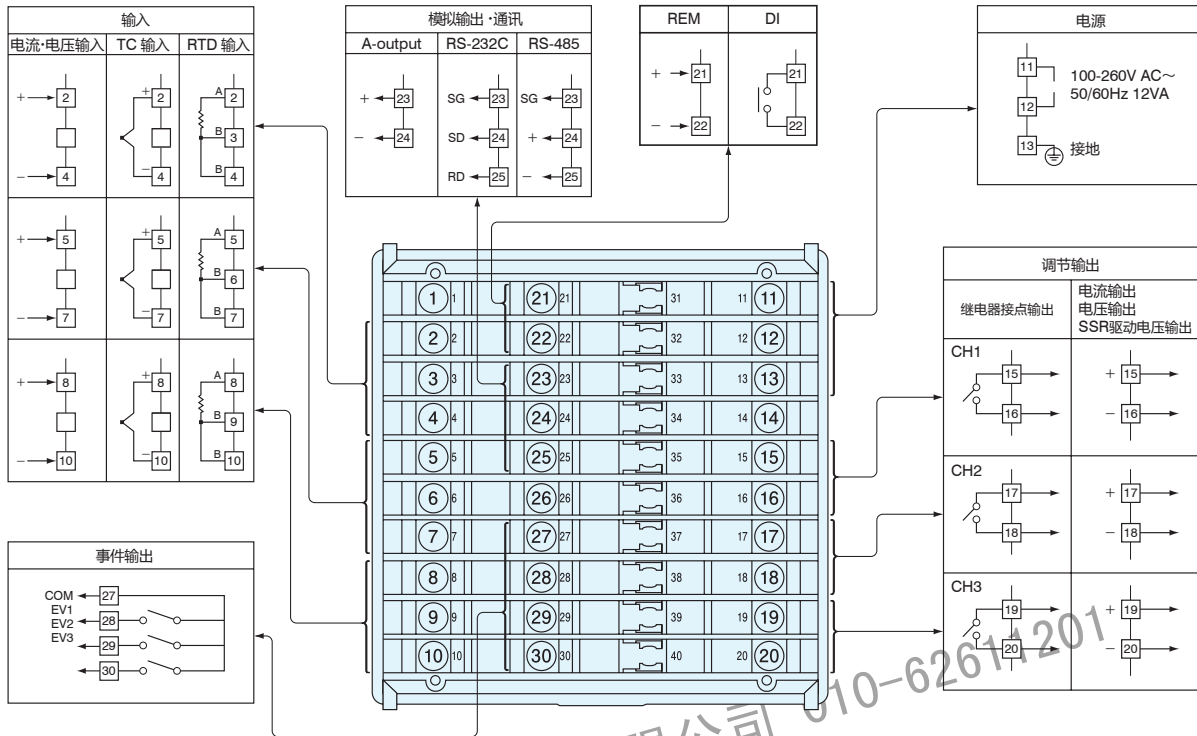 输入
电流·电压输入 TC 输入 RTD 输入
+ 2 + 2 A 2
B 3
− 4 − 4 B 4
+ 5 + 5 A 5
B 6
− 7 − 7 B 7
+ 8 + 8 A 8
B 9
− 10 − 10 B 10
模拟输出·通讯
A-output RS-232C RS-485
+ 23 SG 23 SG 23
− 24 SD 24 + 24
RD 25 − 25
REM DI
+ 21 21
− 22 22
电源
11
100-260V AC～
50/60Hz 12VA
12
13 接地
1 1 21 21 31 11 11
2 2 22 22 32 12 12
3 3 23 23 33 13 13
4 4 24 24 34 14 14
5 5 25 25 35 15 15
6 6 26 26 36 16 16
7 7 27 27 37 17 17
8 8 28 28 38 18 18
9 9 29 29 39 19 19
10 10 30 30 40 20 20
调节输出
继电器接点输出
电流输出
电压输出
SSR驱动电压输出
CH1
15 + 15
16 − 16
CH2
17 + 17
18 − 18
CH3
19 + 19
20 − 20
事件输出
COM 27
EV1 28
EV2 29
EV3 30
限公司 010-62611201